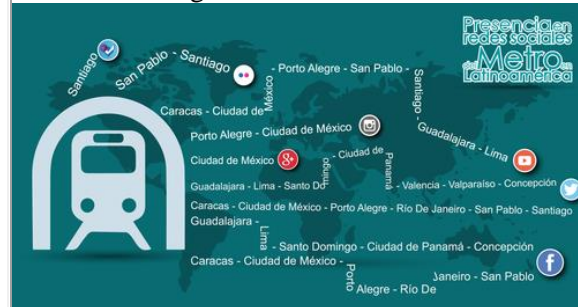 Presencia en
redes sociales
del Metro en
Latinoamérica
Santiago
San Pablo - Santiago
Caracas - Ciudad de México - Porto Alegre - San Pablo - Santiago - Guadalajara - Lima
Porto Alegre - Ciudad de México
Ciudad de México
g+
Guadalajara - Lima - Santo Domingo - Ciudad de Panamá - Valencia - Valparaíso - Concepción
Caracas - Ciudad de México - Porto Alegre - Río De Janeiro - San Pablo - Santiago
Guadalajara - Lima - Santo Domingo - Ciudad de Panamá - Concepción
Caracas - Ciudad de México - Porto Alegre - Río De Janeiro - San Pablo
f